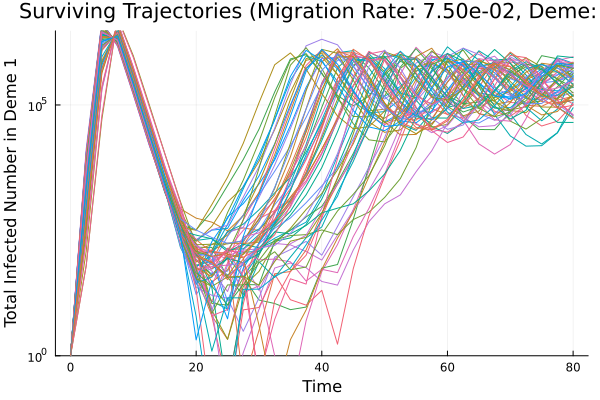 Surviving Trajectories (Migration Rate: 7.50e-02, Deme:
Total Infected Number in Deme 1
10^5
10^0
0 20 40 60 80
Time